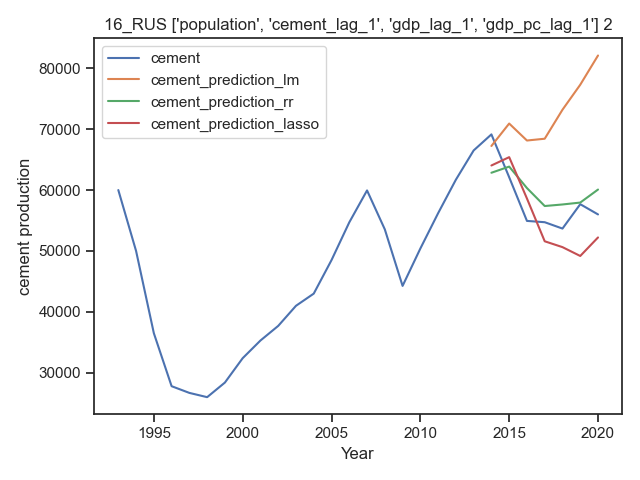 16_RUS ['population', 'cement_lag_1', 'gdp_lag_1', 'gdp_pc_lag_1'] 2
cement
cement_prediction_lm
cement_prediction_rr
cement_prediction_lasso
80000
70000
60000
50000
40000
30000
cement production
1995
2000
2005
2010
2015
2020
Year